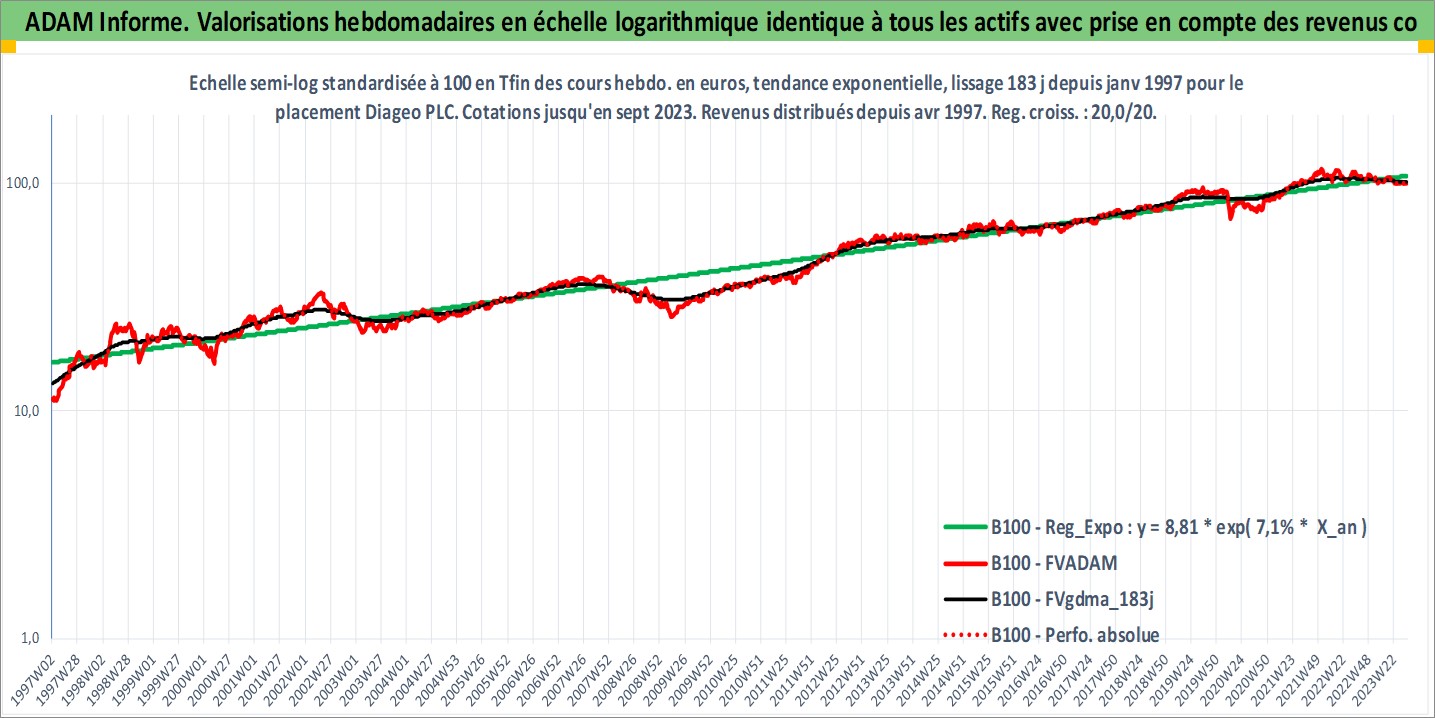 ADAM Informe. Valorisations hebdomadaires en échelle logarithmique identique à tous les actifs avec prise en compte des revenus co
Echelle semi-log standardisée à 100 en Tfin des cours hebdo. en euros, tendance exponentielle, lissage 183 j depuis janv 1997 pour le
placement Diageo PLC. Cotations jusqu'en sept 2023. Revenus distribués depuis avr 1997. Reg. croiss. : 20,0/20.
100,0
10,0
1,0
B100 - Reg_Expo : y = 8,81 * exp( 7,1% * X_an )
B100 - FVADAM
B100 - FVgdma_183j
B100 - Perfo. absolue
1997W02
1997W28
1998W02
1998W28
1999W01
1999W27
2000W01
2000W27
2001W01
2001W27
2002W01
2002W27
2003W01
2003W27
2004W01
2004W27
2004W53
2005W26
2005W52
2006W26
2006W52
2007W26
2007W52
2008W26
2008W52
2009W26
2009W52
2010W25
2010W51
2011W25
2011W51
2012W25
2012W51
2013W25
2013W51
2014W25
2014W51
2015W25
2015W51
2016W24
2016W50
2017W24
2017W50
2018W24
2018W50
2019W24
2019W50
2020W24
2020W50
2021W23
2021W49
2022W22
2022W48
2023W22